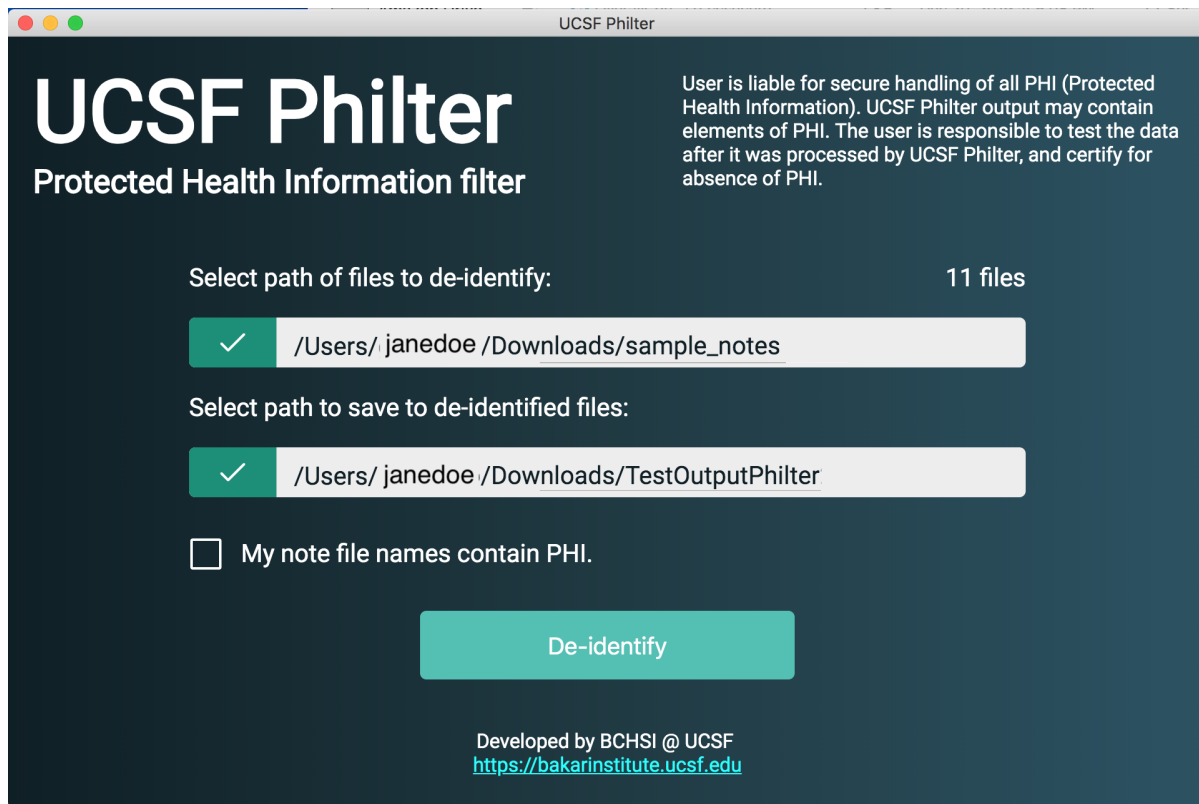 UCSF Philter
UCSF Philter
Protected Health Information filter
User is liable for secure handling of all PHI (Protected
Health Information). UCSF Philter output may contain
elements of PHI. The user is responsible to test the data
after it was processed by UCSF Philter, and certify for
absence of PHI.
Select path of files to de-identify:
11 files
/Users/ janedoe /Downloads/sample_notes
Select path to save to de-identified files:
/Users/ janedoe /Downloads/TestOutputPhilter
My note file names contain PHI.
De-identify
Developed by BCHSI @ UCSF
https://bakarinstitute.ucsf.edu